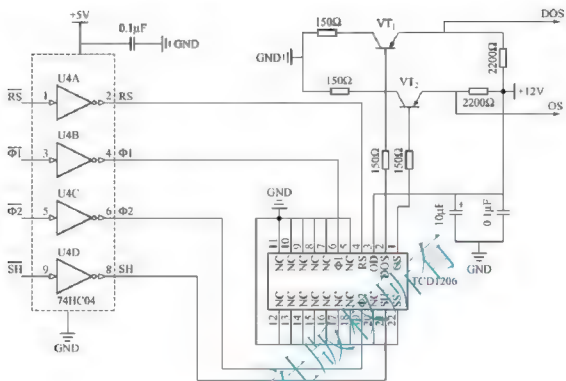 +5V
0.1μF
GND
U4A
RS
1
2
RS
U4B
Φ1
3
4
Φ1
U4C
Φ2
5
6
Φ2
U4D
SH
9
8
SH
74HC04
GND
150Ω
VT1
DOS
GND
150Ω
VT2
2200Ω
2200Ω
+12V
OS
150Ω
150Ω
GND
10μF
+
0.1μF
GND
11 10 9 8 7 6 5 4 3 2 1
NC NC NC NC NC Φ1 NC RS OD DOS OS
TCD1206
NC NC NC NC NC NC NC Φ2 NC SH SS
12 13 14 15 16 17 18 19 20 21 22